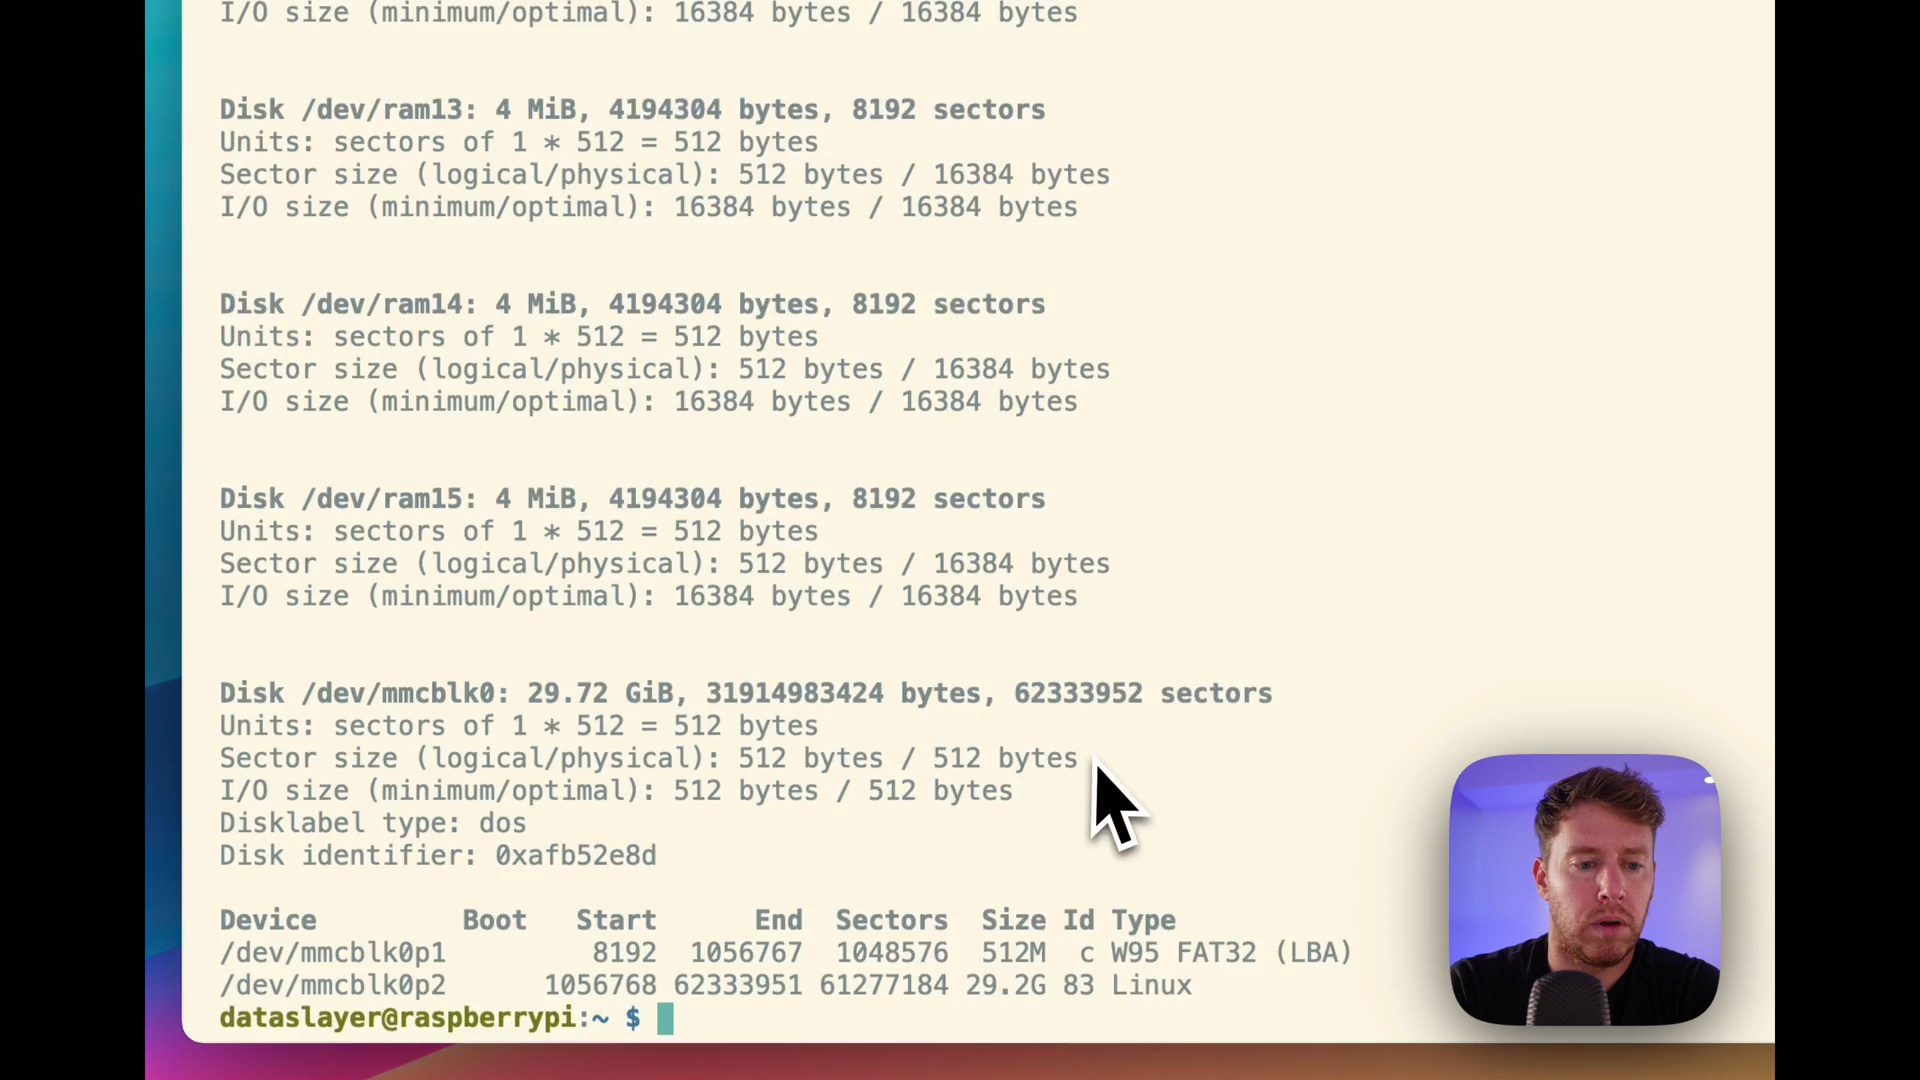 I/O size (minimum/optimal): 16384 bytes / 16384 bytes
Disk /dev/ram13: 4 MiB, 4194304 bytes, 8192 sectors
Units: sectors of 1 * 512 = 512 bytes
Sector size (logical/physical): 512 bytes / 16384 bytes
I/O size (minimum/optimal): 16384 bytes / 16384 bytes
Disk /dev/ram14: 4 MiB, 4194304 bytes, 8192 sectors
Units: sectors of 1 * 512 = 512 bytes
Sector size (logical/physical): 512 bytes / 16384 bytes
I/O size (minimum/optimal): 16384 bytes / 16384 bytes
Disk /dev/ram15: 4 MiB, 4194304 bytes, 8192 sectors
Units: sectors of 1 * 512 = 512 bytes
Sector size (logical/physical): 512 bytes / 16384 bytes
I/O size (minimum/optimal): 16384 bytes / 16384 bytes
Disk /dev/mmcblk0: 29.72 GiB, 31914983424 bytes, 62333952 sectors
Units: sectors of 1 * 512 = 512 bytes
Sector size (logical/physical): 512 bytes / 512 bytes
I/O size (minimum/optimal): 512 bytes / 512 bytes
Disklabel type: dos
Disk identifier: 0xafb52e8d
Device Boot Start End Sectors Size Id Type
/dev/mmcblk0p1 8192 1056767 1048576 512M c W95 FAT32 (LBA)
/dev/mmcblk0p2 1056768 62333951 61277184 29.2G 83 Linux
dataslayer@raspberrypi:~ $